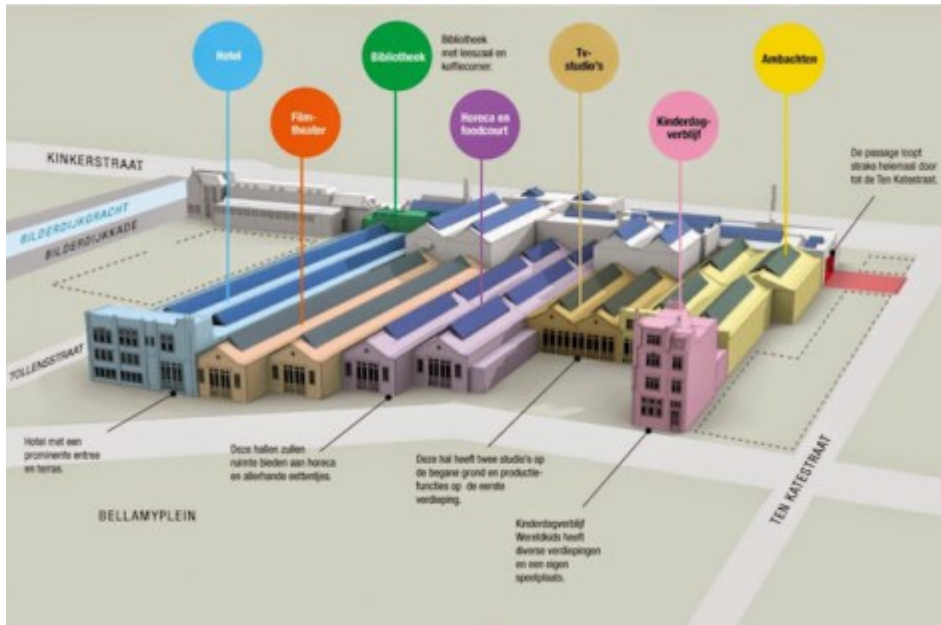 Hotel
Film-
theater
Bibliotheek
Bibliotheek
met leeszaal en
koffiecorner.
Horeca en
foodcourt
Tv-
studio's
Kinderdag-
verblijf
Ambachten
De passage loopt
straks helemaal door
tot de Ten Katestraat.
KINKERSTRAAT
BILDERDIJKGRACHT
BILDERDIJKKADE
TOLLENSSTRAAT
Hotel met een
prominente entree
en terras.
Deze hallen zullen
ruimte bieden aan horeca
en allerhande eettentjes.
Deze hal heeft twee studio's op
de begane grond en productie-
functies op de eerste
verdieping.
Kinderdagverblijf
Wereldkids heeft
diverse verdiepingen
en een eigen
speelplaats.
BELLAMYPLEIN
TEN KATESTRAAT